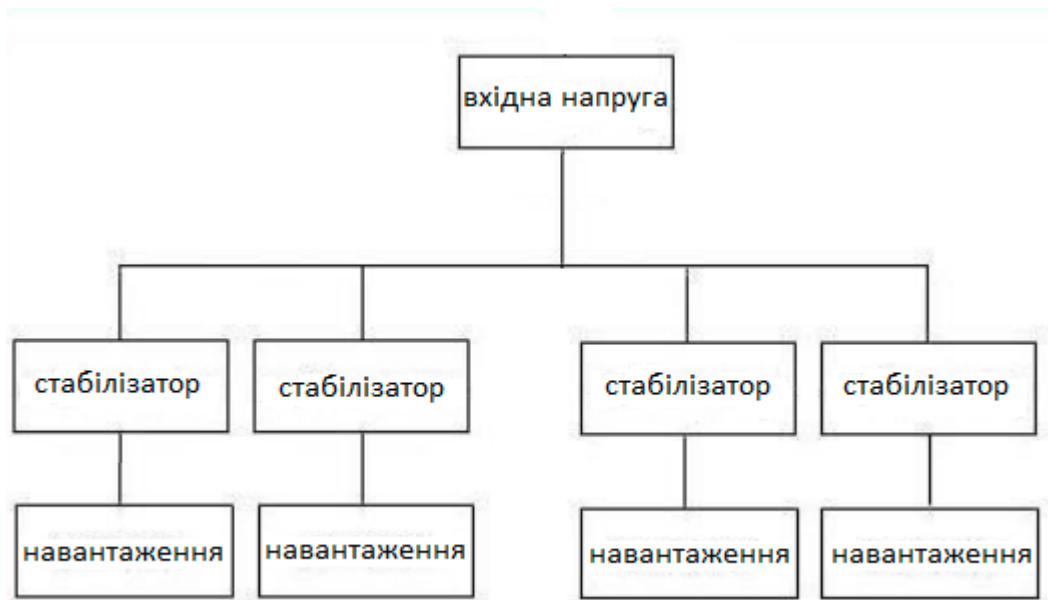 вхідна напруга
стабілізатор
стабілізатор
стабілізатор
стабілізатор
навантаження
навантаження
навантаження
навантаження